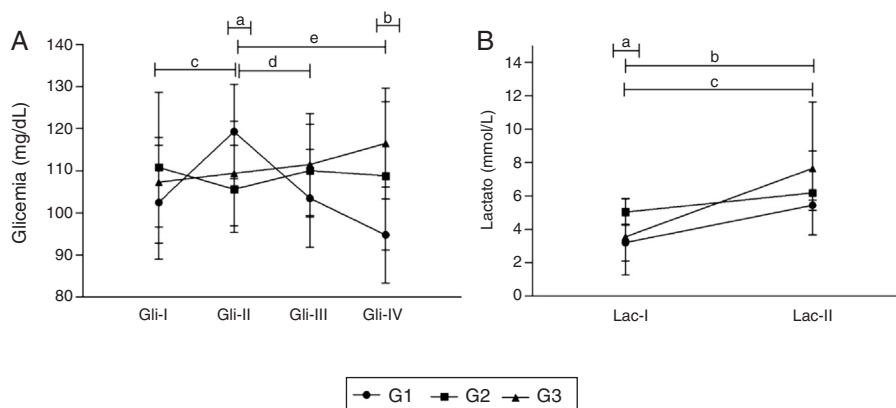 A
Glicemia (mg/dL)
140
130
120
110
100
90
80
a
b
e
c
d
Gli-I Gli-II Gli-III Gli-IV
B
Lactato (mmol/L)
14
12
10
8
6
4
2
0
a
b
c
Lac-I Lac-II
G1 G2 G3